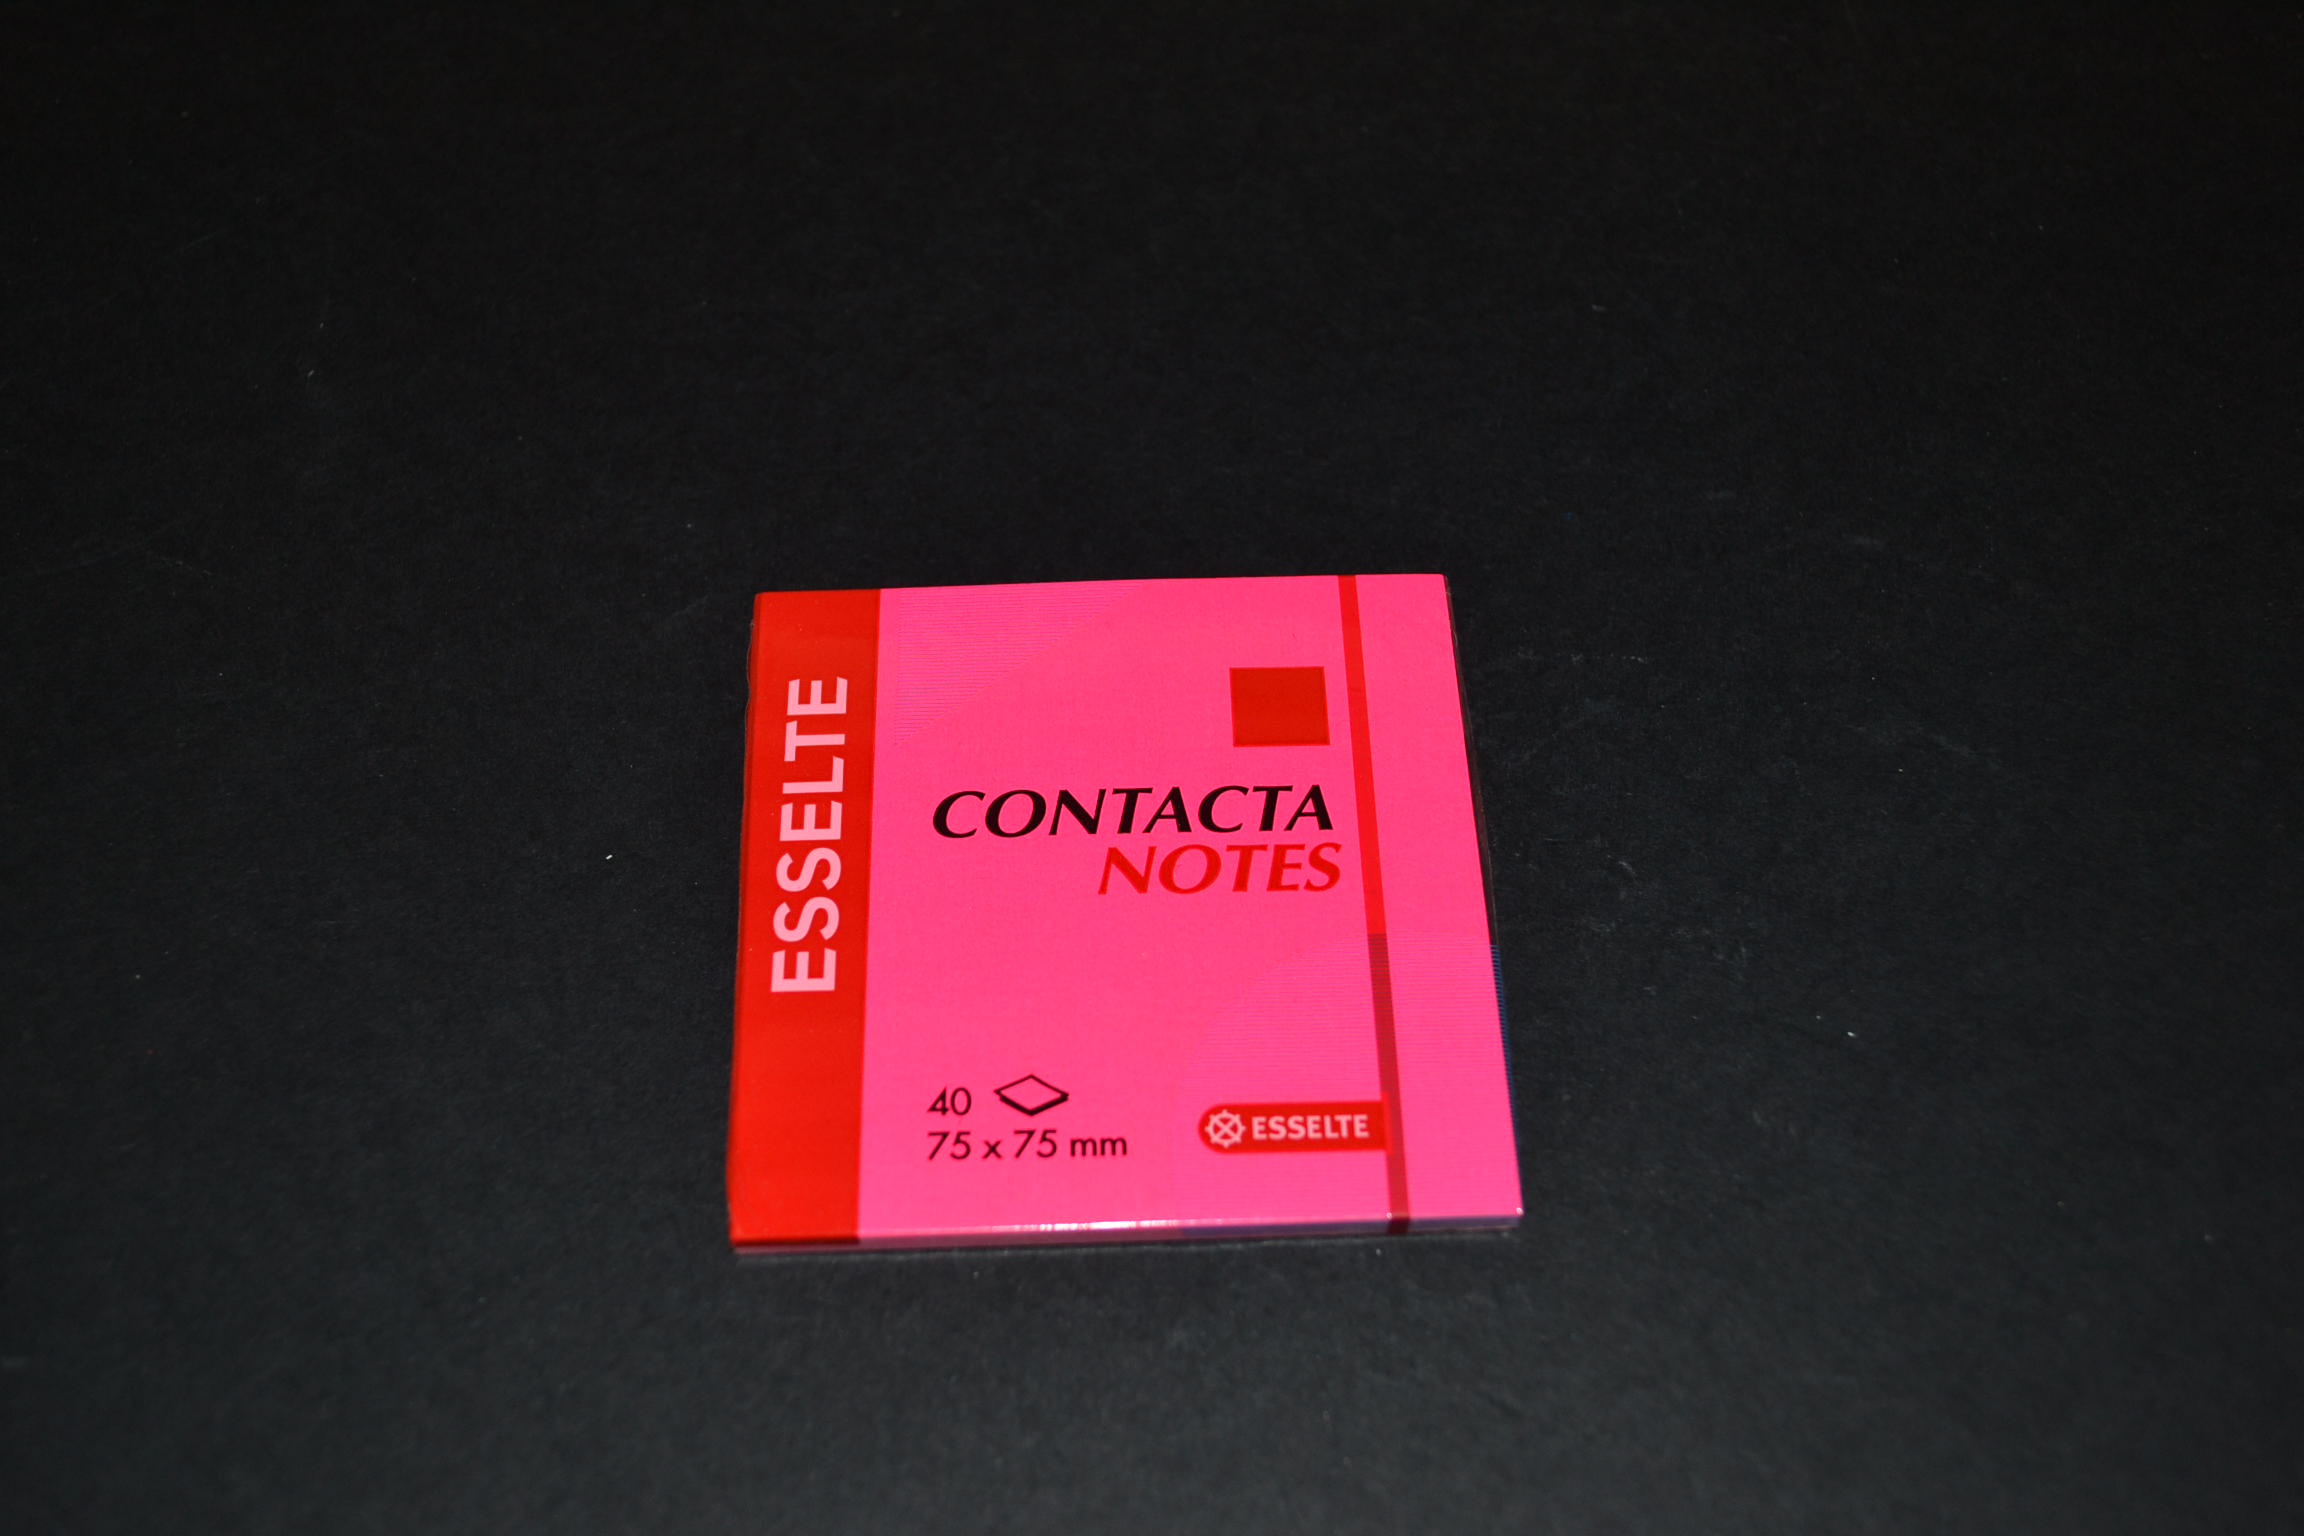 ESSELTE
CONTACTA
NOTES
40
75 x 75 mm
ESSELTE